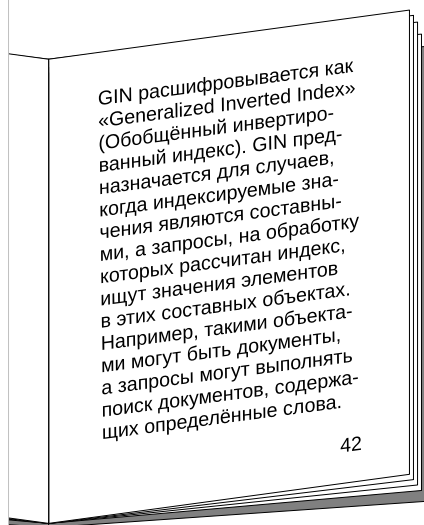 GIN расшифровывается как
«Generalized Inverted Index»
(Обобщённый инвертиро-
ванный индекс). GIN пред-
назначается для случаев,
когда индексируемые зна-
чения являются составны-
ми, а запросы, на обработку
которых рассчитан индекс,
ищут значения элементов
в этих составных объектах.
Например, такими объекта-
ми могут быть документы,
а запросы могут выполнять
поиск документов, содержа-
щих определённые слова.
42